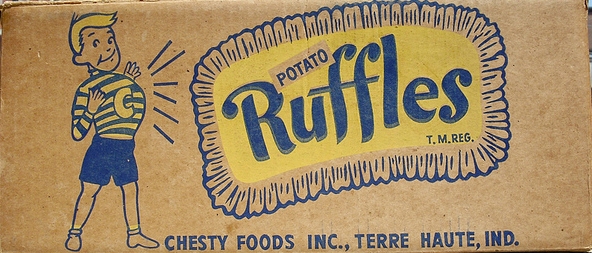 POTATO
Ruffles
T.M.REG.
C
CHESTY FOODS INC., TERRE HAUTE, IND.